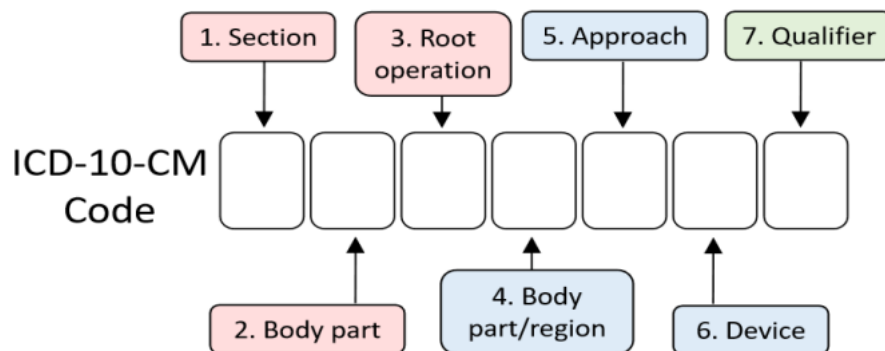 1. Section
3. Root
operation
5. Approach
7. Qualifier
ICD-10-CM
Code
2. Body part
4. Body
part/region
6. Device